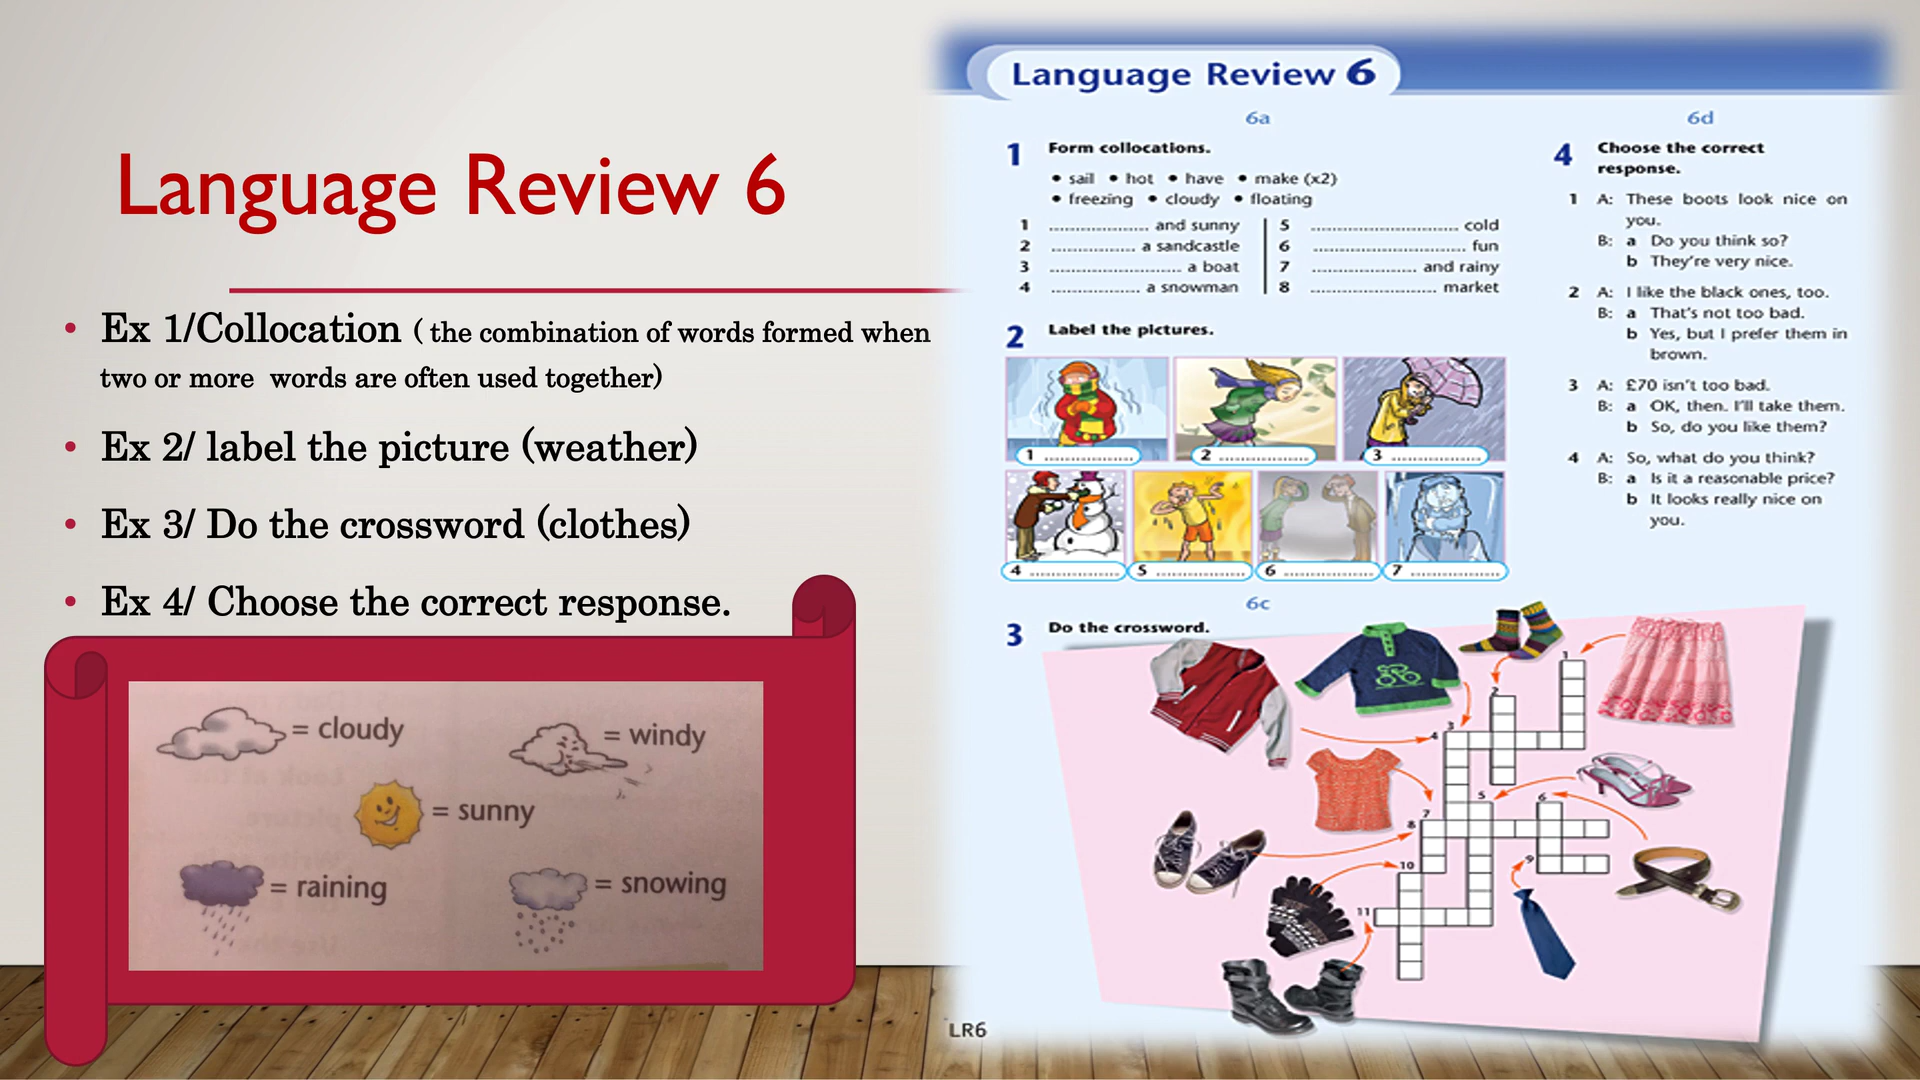 Language Review 6
• Ex 1/Collocation ( the combination of words formed when
two or more words are often used together)
• Ex 2/ label the picture (weather)
• Ex 3/ Do the crossword (clothes)
• Ex 4/ Choose the correct response.
= cloudy
= windy
= sunny
= raining
= snowing
Language Review 6
6a
1 Form collocations.
• sail • hot • have • make (x2)
• freezing • cloudy • floating
1 .................... and sunny
2 .................... a sandcastle
3 .................... a boat
4 .................... a snowman
5 .................... cold
6 .................... fun
7 .................... and rainy
8 .................... market
2 Label the pictures.
1 ....................
2 ....................
3 ....................
4 ....................
5 ....................
6 ....................
7 ....................
6c
3 Do the crossword.
1
2
3
4
5
6
7
8
9
10
11
6d
4 Choose the correct
response.
1 A: These boots look nice on
you.
B: a Do you think so?
b They're very nice.
2 A: I like the black ones, too.
B: a That's not too bad.
b Yes, but I prefer them in
brown.
3 A: £70 isn't too bad.
B: a OK, then. I'll take them.
b So, do you like them?
4 A: So, what do you think?
B: a Is it a reasonable price?
b It looks really nice on
you.
LR6